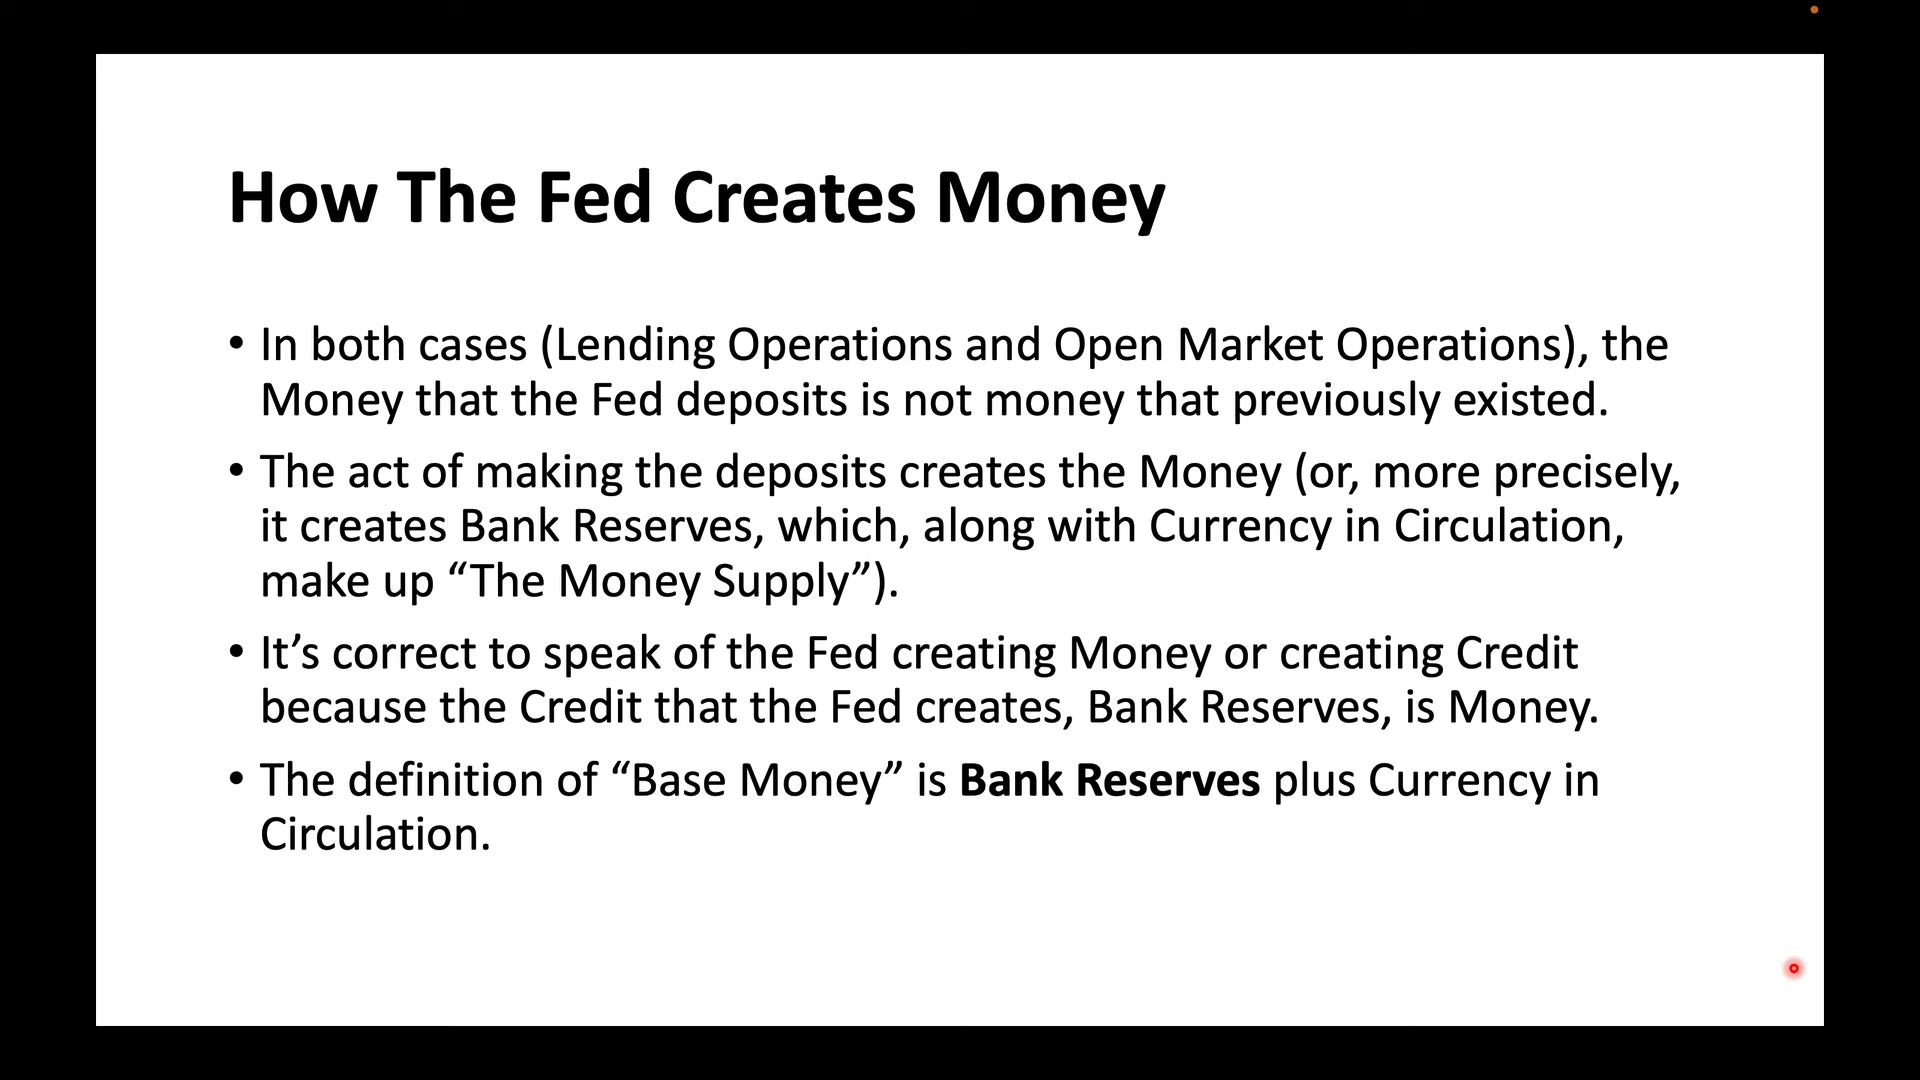 How The Fed Creates Money
• In both cases (Lending Operations and Open Market Operations), the
Money that the Fed deposits is not money that previously existed.
• The act of making the deposits creates the Money (or, more precisely,
it creates Bank Reserves, which, along with Currency in Circulation,
make up “The Money Supply”).
• It’s correct to speak of the Fed creating Money or creating Credit
because the Credit that the Fed creates, Bank Reserves, is Money.
• The definition of “Base Money” is Bank Reserves plus Currency in
Circulation.